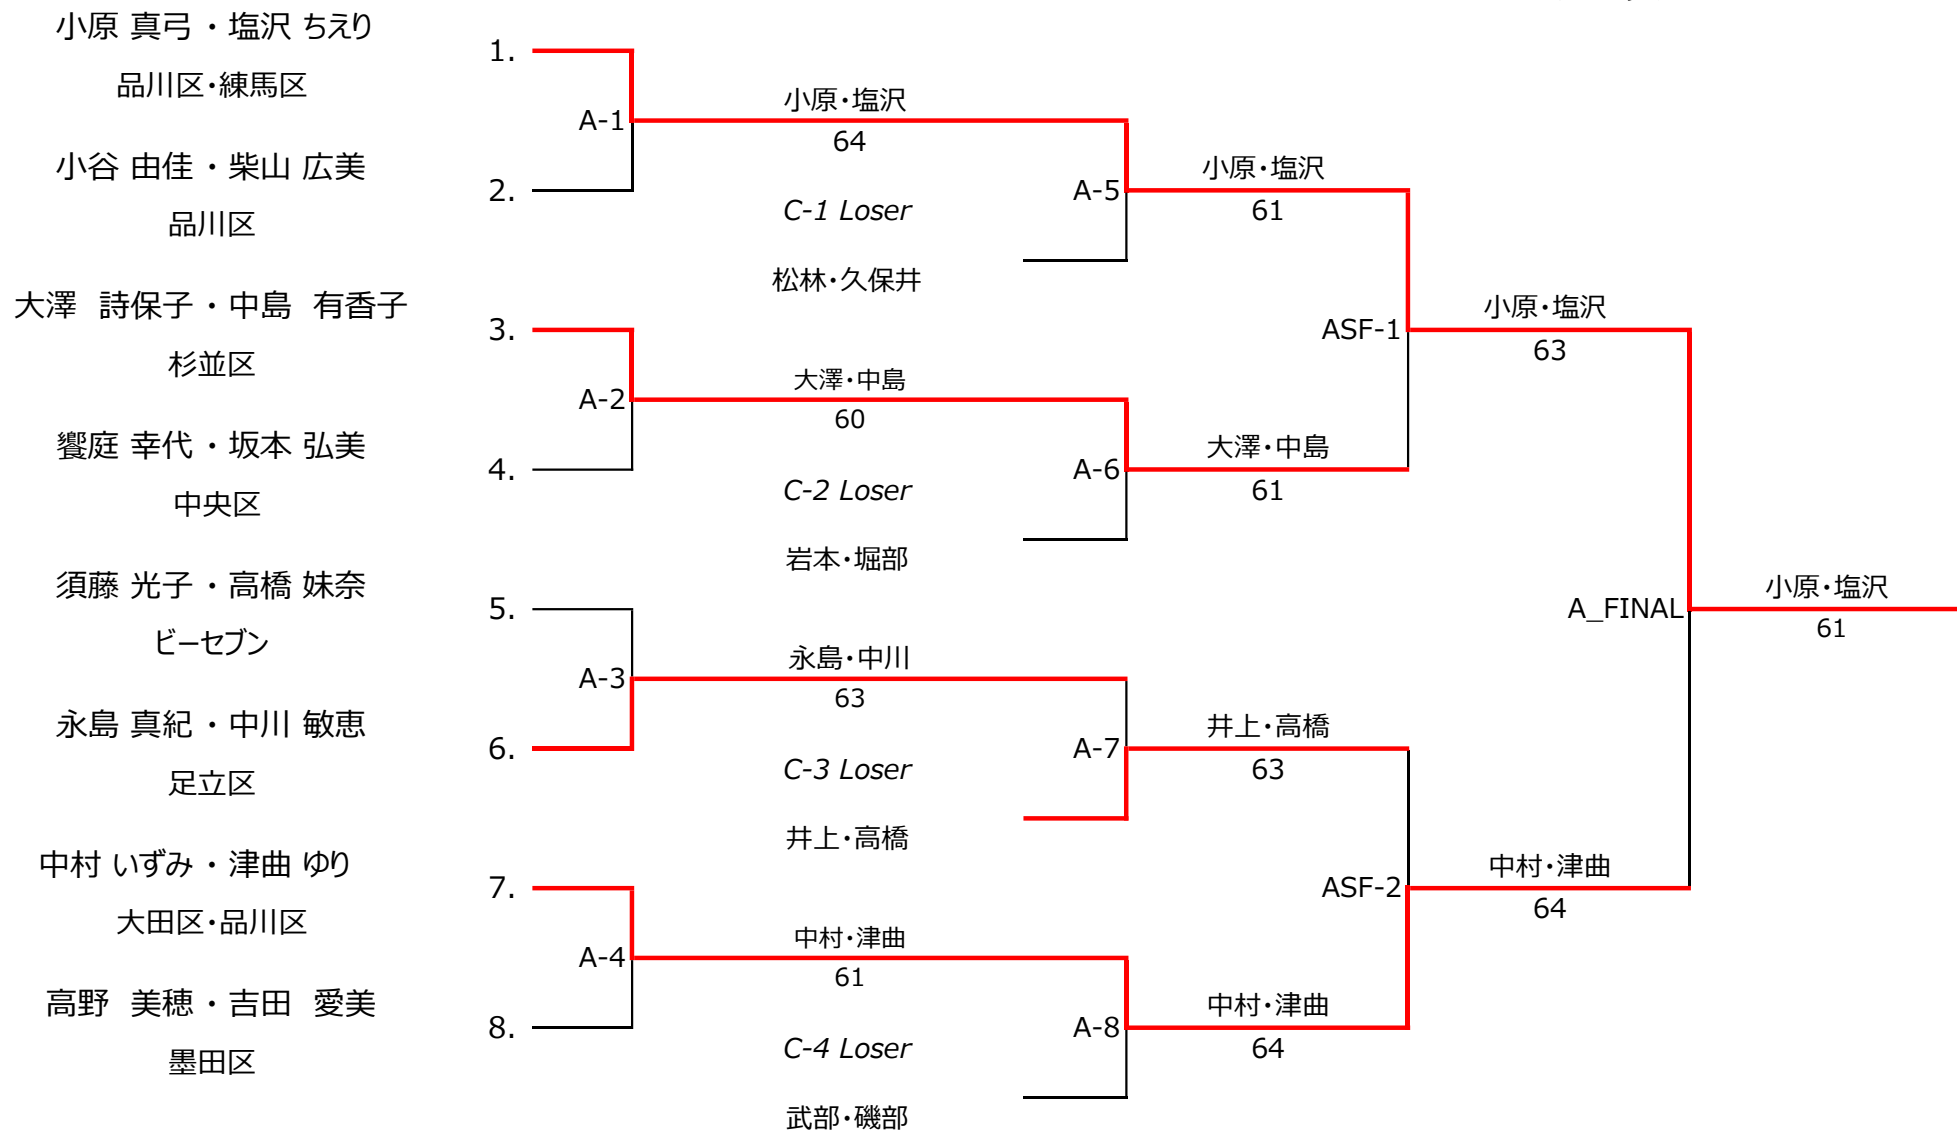 小原 真弓 ・ 塩沢 ちえり
品川区・練馬区
1.
A-1
小原・塩沢
64
小谷 由佳 ・ 柴山 広美
品川区
2.
C-1 Loser
松林・久保井
A-5
小原・塩沢
61
大澤 詩保子 ・ 中島 有香子
杉並区
3.
A-2
大澤・中島
60
ASF-1
小原・塩沢
63
饗庭 幸代 ・ 坂本 弘美
中央区
4.
C-2 Loser
岩本・堀部
A-6
大澤・中島
61
須藤 光子 ・ 高橋 妹奈
ビーセブン
5.
A-3
永島・中川
63
A_FINAL
小原・塩沢
61
永島 真紀 ・ 中川 敏恵
足立区
6.
C-3 Loser
井上・高橋
A-7
井上・高橋
63
中村 いずみ ・ 津曲 ゆり
大田区・品川区
7.
A-4
中村・津曲
61
ASF-2
中村・津曲
64
高野 美穂 ・ 吉田 愛美
墨田区
8.
C-4 Loser
武部・磯部
A-8
中村・津曲
64